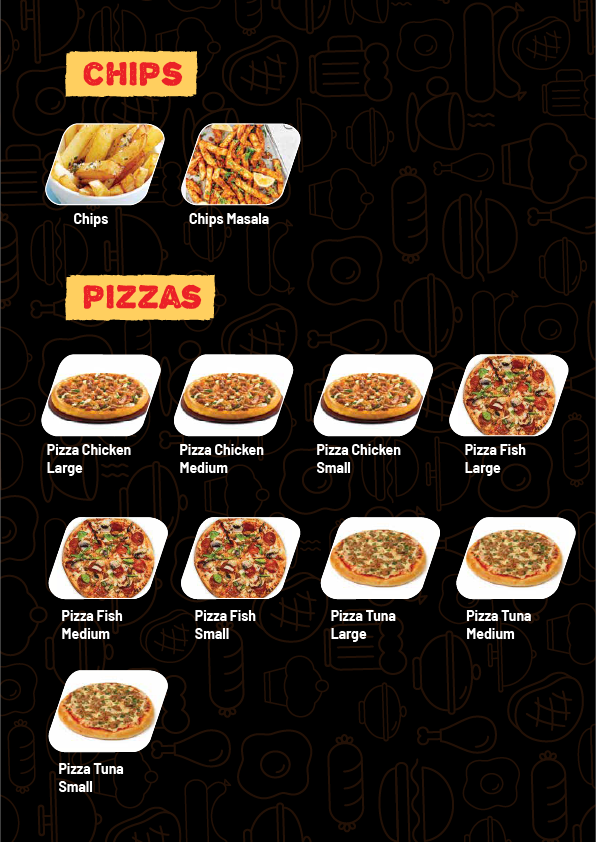 CHIPS
Chips
Chips Masala
PIZZAS
Pizza Chicken
Large
Pizza Chicken
Medium
Pizza Chicken
Small
Pizza Fish
Large
Pizza Fish
Medium
Pizza Fish
Small
Pizza Tuna
Large
Pizza Tuna
Medium
Pizza Tuna
Small